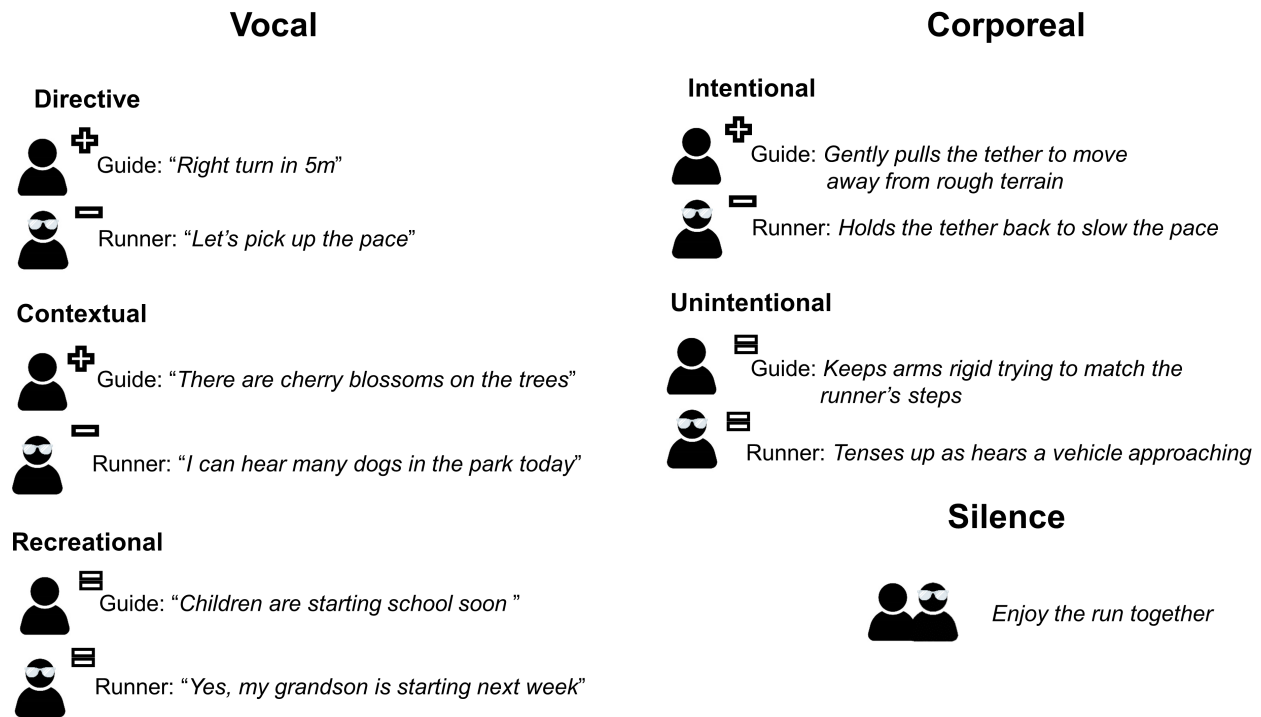 Vocal
Directive
Guide: “Right turn in 5m”
Runner: “Let’s pick up the pace”
Contextual
Guide: “There are cherry blossoms on the trees”
Runner: “I can hear many dogs in the park today”
Recreational
Guide: “Children are starting school soon ”
Runner: “Yes, my grandson is starting next week”
Corporeal
Intentional
Guide: Gently pulls the tether to move
away from rough terrain
Runner: Holds the tether back to slow the pace
Unintentional
Guide: Keeps arms rigid trying to match the
runner’s steps
Runner: Tenses up as hears a vehicle approaching
Silence
Enjoy the run together